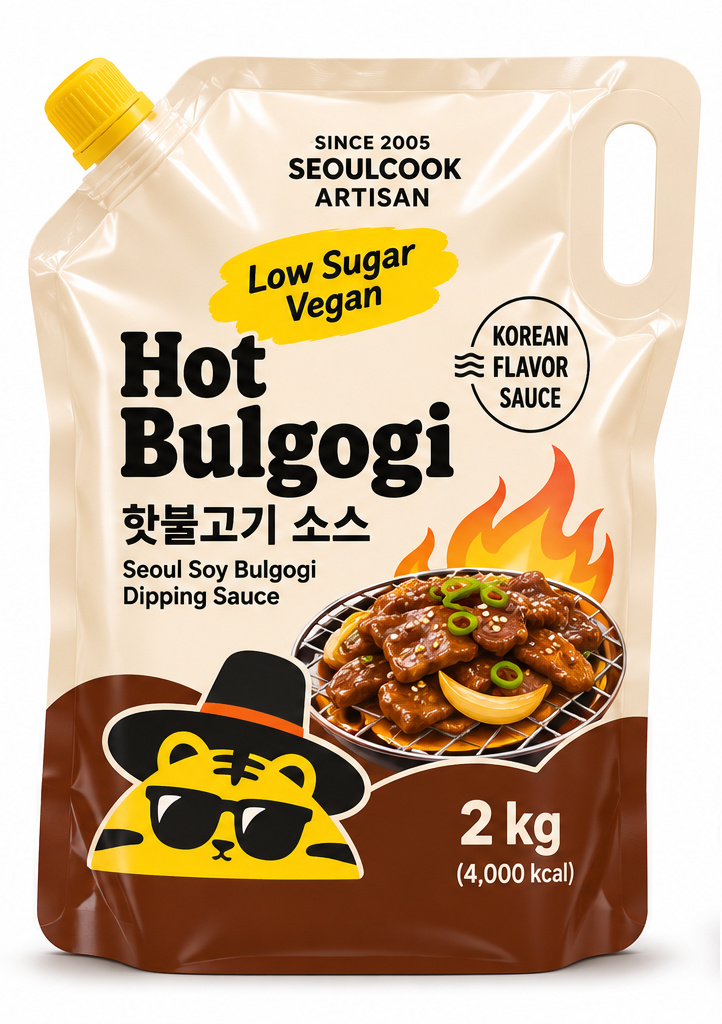 SINCE 2005
SEOULCOOK
ARTISAN
Low Sugar
Vegan
Hot
Bulgogi
KOREAN
FLAVOR
SAUCE
핫불고기 소스
Seoul Soy Bulgogi
Dipping Sauce
2 kg
(4,000 kcal)